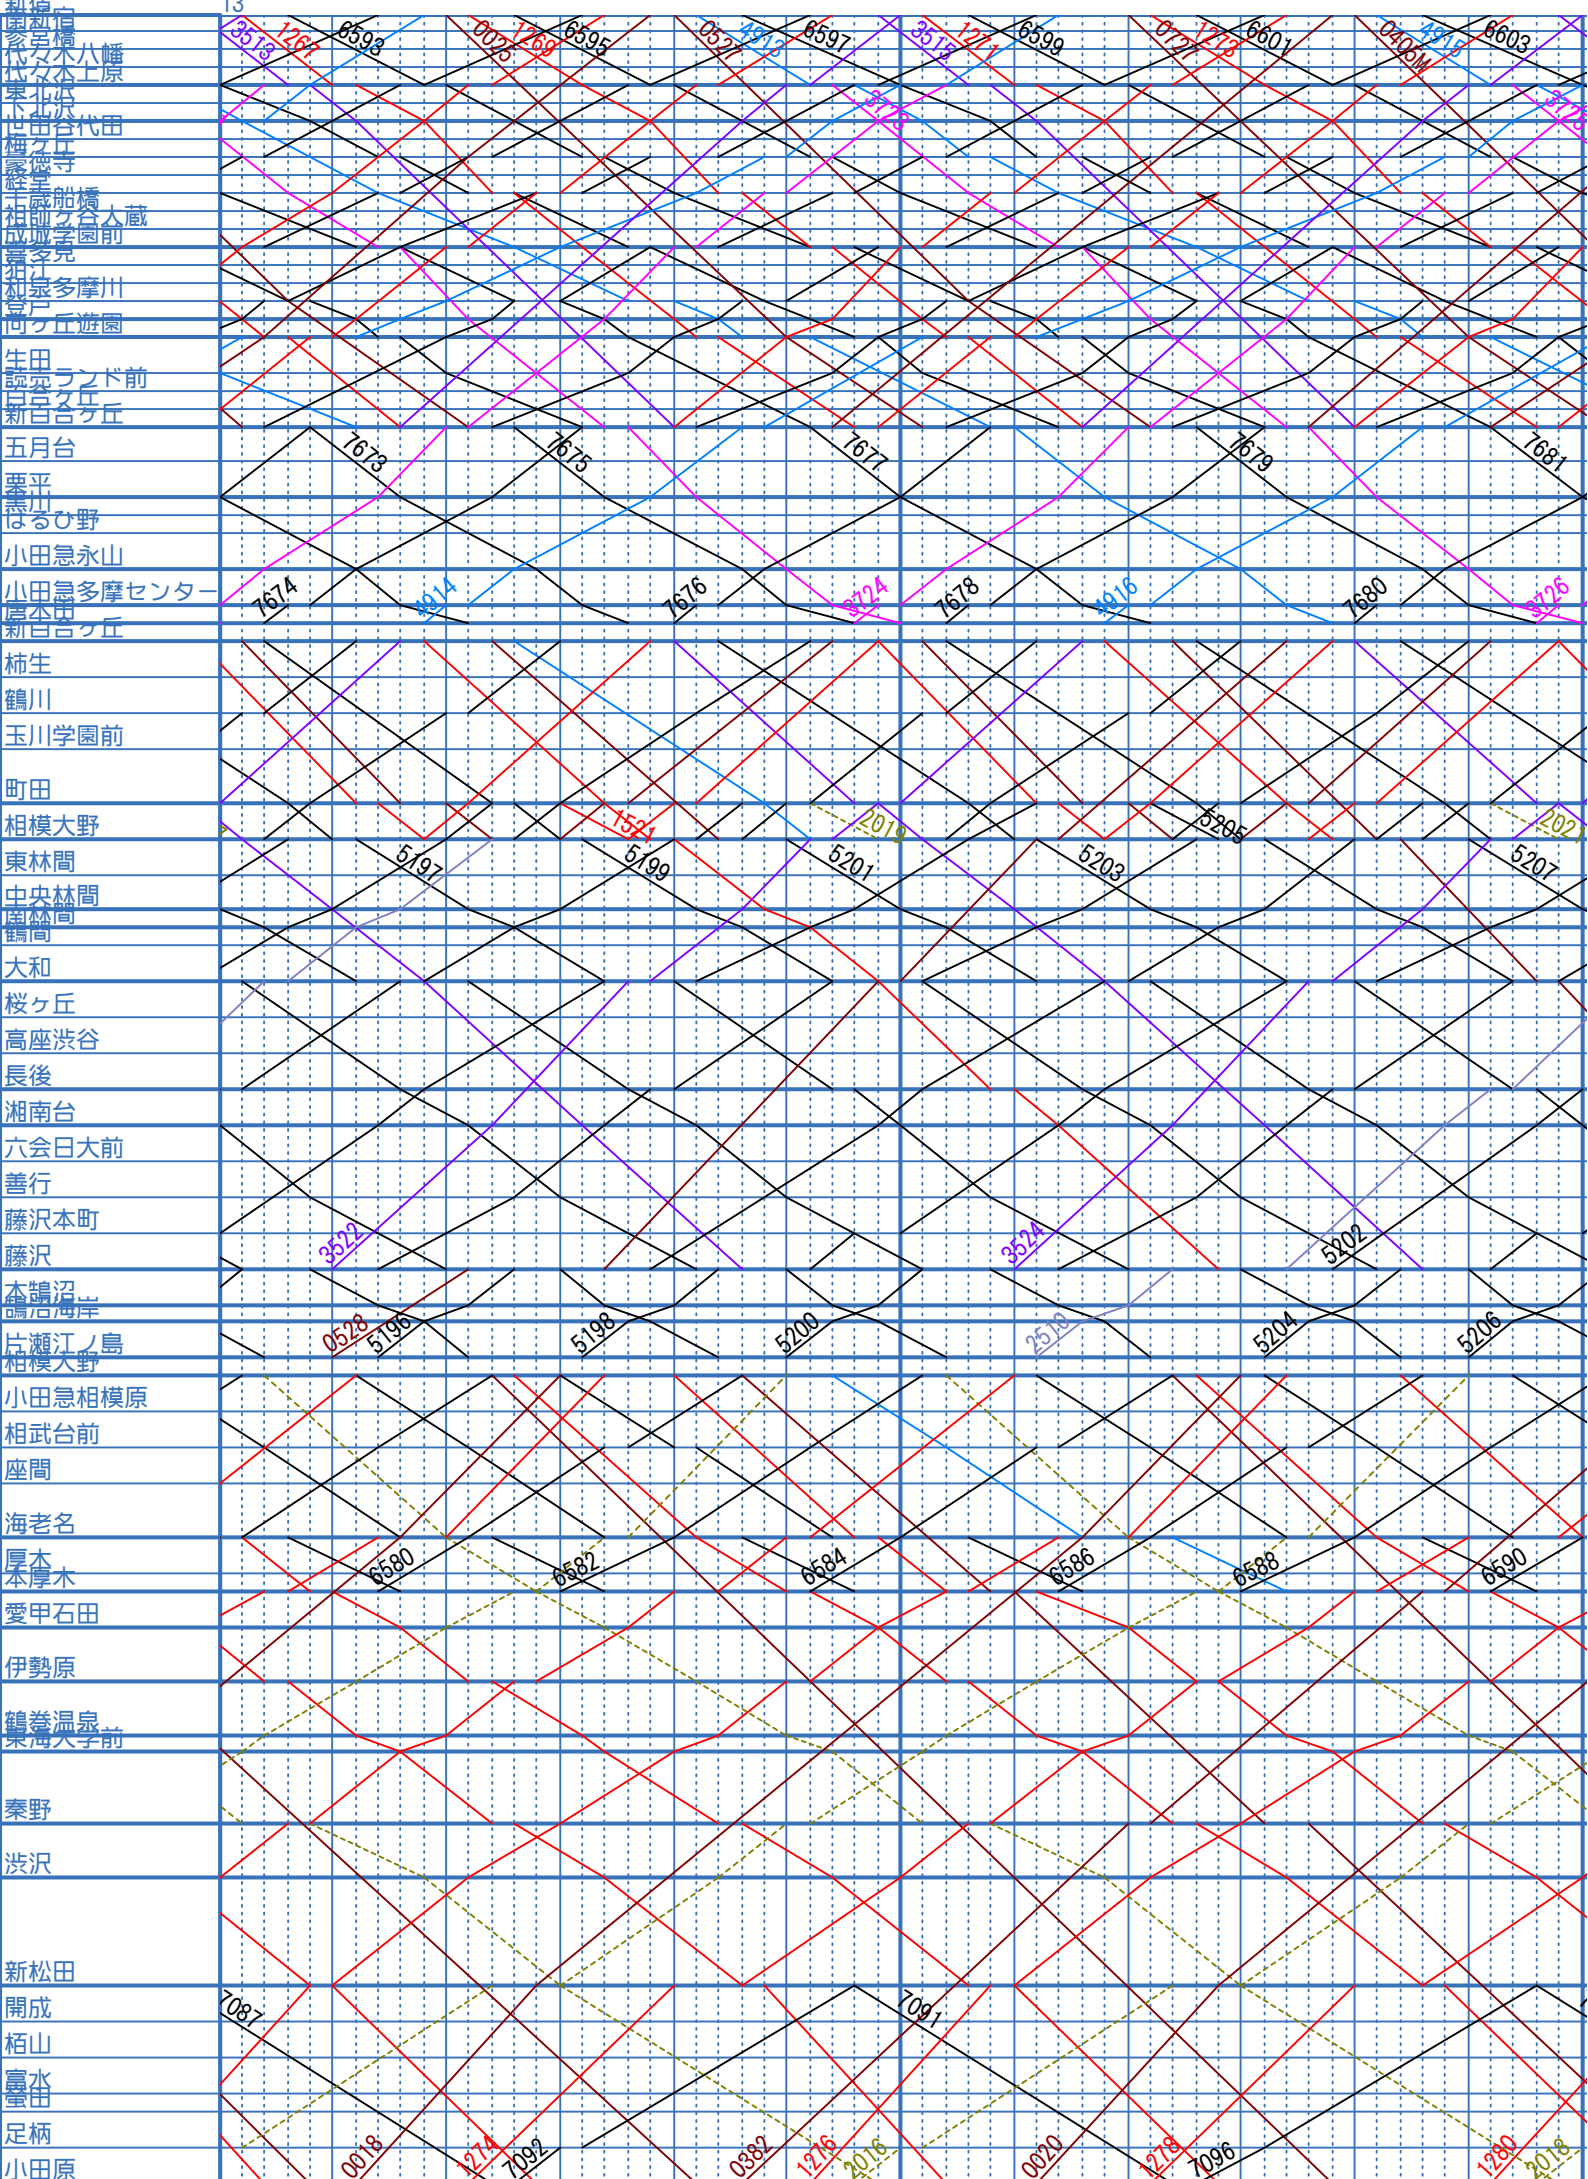 新宿
13
南新宿
参宮橋
代々木八幡
代々木上原
東北沢
下北沢
世田谷代田
梅ヶ丘
豪徳寺
経堂
千歳船橋
祖師ヶ谷大蔵
成城学園前
喜多見
狛江
和泉多摩川
登戸
向ヶ丘遊園
生田
読売ランド前
百合ヶ丘
新百合ヶ丘
五月台
栗平
黒川
はるひ野
小田急永山
小田急多摩センター
唐木田
新百合ヶ丘
柿生
鶴川
玉川学園前
町田
相模大野
東林間
中央林間
南林間
鶴間
大和
桜ヶ丘
高座渋谷
長後
湘南台
六会日大前
善行
藤沢本町
藤沢
本鵠沼
鵠沼海岸
片瀬江ノ島
相模大野
小田急相模原
相武台前
座間
海老名
厚木
本厚木
愛甲石田
伊勢原
鶴巻温泉
東海大学前
秦野
渋沢
新松田
開成
栢山
富水
螢田
足柄
小田原
3513 1267 6593 0025 1269 6595 0527 4913 6597 3515 1271 6599 0727 1273 6601 0405M 4915 6603
3723 3725
7673 7675 7677 7679 7681
7674 4914 7676 3724 7678 4916 7680 3726
1521 2019 5205 2021
5197 5199 5201 5203 5207
3522 3524 5202
0528 5196 5198 5200 2510 5204 5206
6580 6582 6584 6586 6588 6590
7087 7091
0018 1274 7092 0382 1276 2016 0020 1278 7096 1280 2018